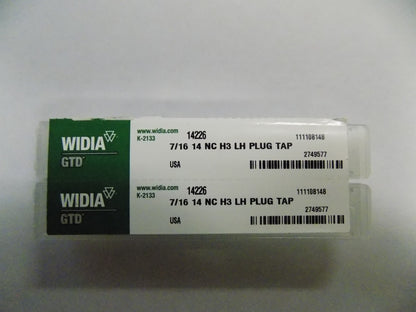 WIDIA
GTD
www.widia.com
K-2133
14226
111108148
7/16 14 NC H3 LH PLUG TAP
2749577
USA
WIDIA
GTD
www.widia.com
K-2133
14226
111108148
7/16 14 NC H3 LH PLUG TAP
2749577
USA